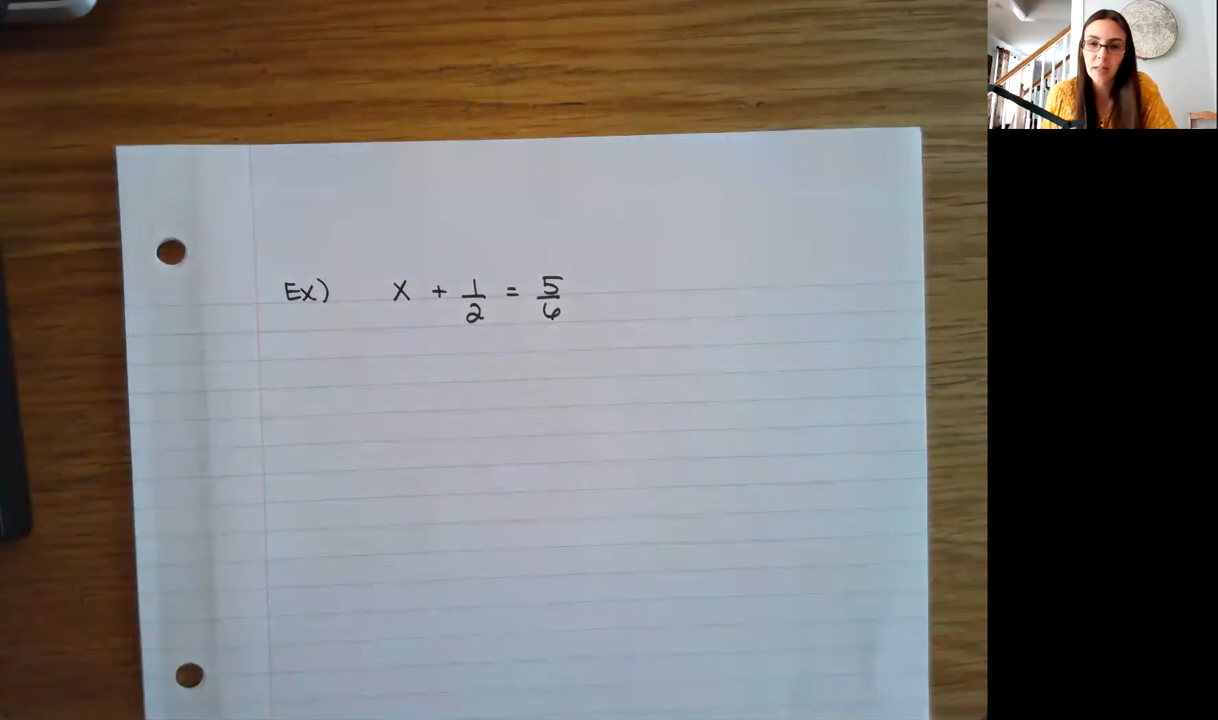 Ex) x + 1/2 = 5/6